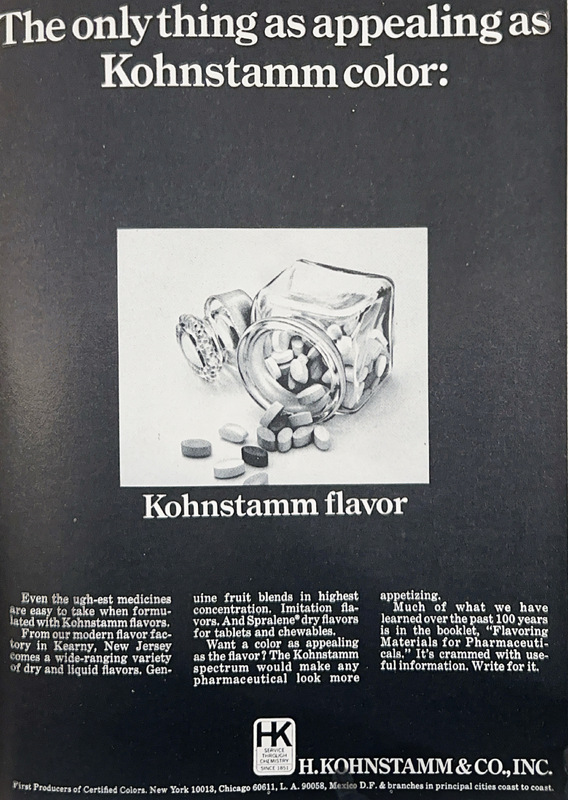 The only thing as appealing as
Kohnstamm color:
Kohnstamm flavor
Even the ugh-est medicines
are easy to take when formu-
lated with Kohnstamm flavors.
From our modern flavor fac-
tory in Kearny, New Jersey
comes a wide-ranging variety
of dry and liquid flavors. Gen-
uine fruit blends in highest
concentration. Imitation fla-
vors. And Spralene® dry flavors
for tablets and chewables.
Want a color as appealing
as the flavor? The Kohnstamm
spectrum would make any
pharmaceutical look more
appetizing.
Much of what we have
learned over the past 100 years
is in the booklet, "Flavoring
Materials for Pharmaceuti-
cals." It's crammed with use-
ful information. Write for it.
HK
SERVICE
THROUGH
CHEMISTRY
SINCE 1851
H. KOHNSTAMM & CO., INC.
First Producers of Certified Colors. New York 10013, Chicago 60611, L. A. 90058, Mexico D.F. & branches in principal cities coast to coast.